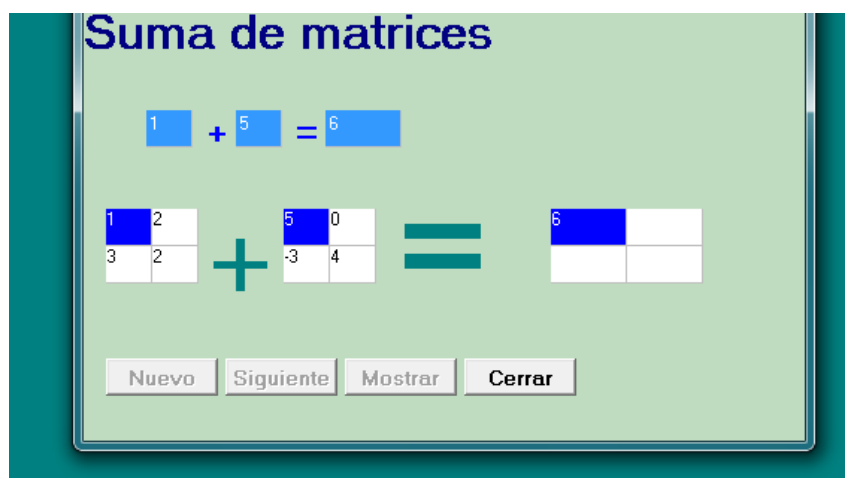 Suma de matrices
1 + 5 = 6
1 2 5 0 6
3 2 + -3 4 =
Nuevo Siguiente Mostrar Cerrar